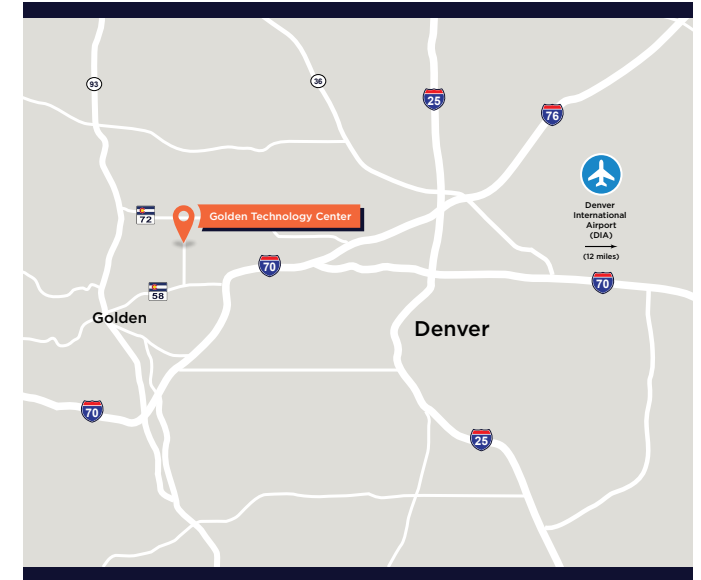 93
36
25
76
Denver
International
Airport
(DIA)
(12 miles)
72
Golden Technology Center
70
70
58
Golden
Denver
70
25